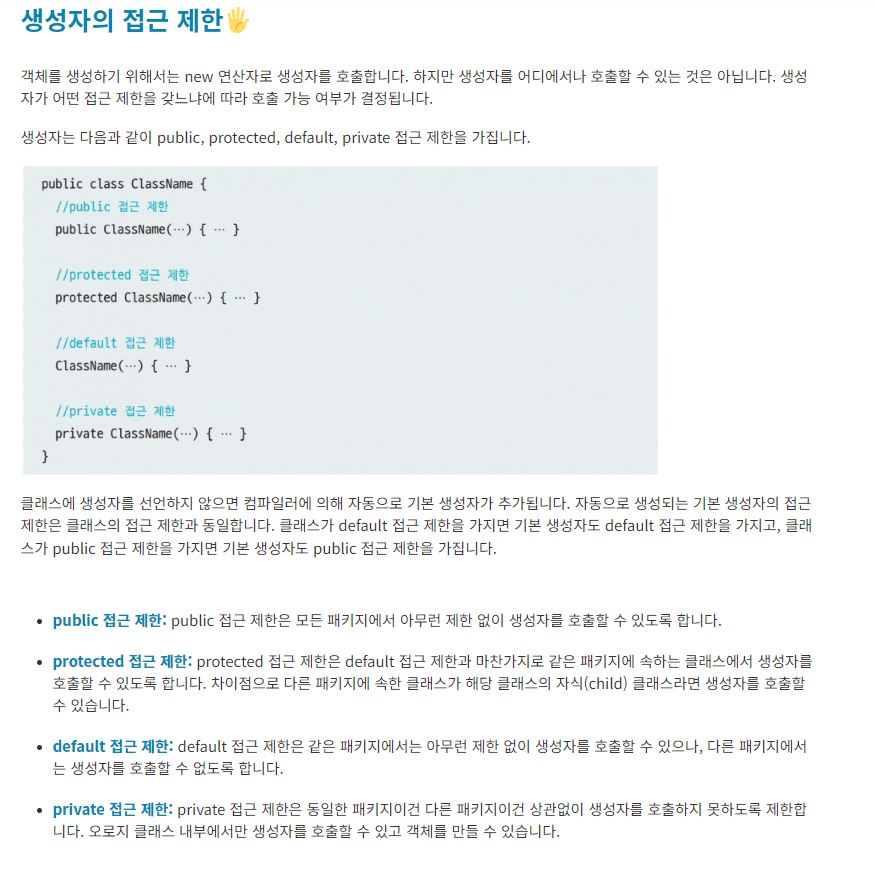 생성자의 접근 제한🖐
객체를 생성하기 위해서는 new 연산자로 생성자를 호출합니다. 하지만 생성자를 어디에서나 호출할 수 있는 것은 아닙니다. 생성
자가 어떤 접근 제한을 갖느냐에 따라 호출 가능 여부가 결정됩니다.
생성자는 다음과 같이 public, protected, default, private 접근 제한을 가집니다.
public class ClassName {
//public 접근 제한
public ClassName(…) { … }
//protected 접근 제한
protected ClassName(…) { … }
//default 접근 제한
ClassName(…) { … }
//private 접근 제한
private ClassName(…) { … }
}
클래스에 생성자를 선언하지 않으면 컴파일러에 의해 자동으로 기본 생성자가 추가됩니다. 자동으로 생성되는 기본 생성자의 접근
제한은 클래스의 접근 제한과 동일합니다. 클래스가 default 접근 제한을 가지면 기본 생성자도 default 접근 제한을 가지고, 클래
스가 public 접근 제한을 가지면 기본 생성자도 public 접근 제한을 가집니다.
• public 접근 제한: public 접근 제한은 모든 패키지에서 아무런 제한 없이 생성자를 호출할 수 있도록 합니다.
• protected 접근 제한: protected 접근 제한은 default 접근 제한과 마찬가지로 같은 패키지에 속하는 클래스에서 생성자를
호출할 수 있도록 합니다. 차이점으로 다른 패키지에 속한 클래스가 해당 클래스의 자식(child) 클래스라면 생성자를 호출할
수 있습니다.
• default 접근 제한: default 접근 제한은 같은 패키지에서는 아무런 제한 없이 생성자를 호출할 수 있으나, 다른 패키지에서
는 생성자를 호출할 수 없도록 합니다.
• private 접근 제한: private 접근 제한은 동일한 패키지이건 다른 패키지이건 상관없이 생성자를 호출하지 못하도록 제한합
니다. 오로지 클래스 내부에서만 생성자를 호출할 수 있고 객체를 만들 수 있습니다.